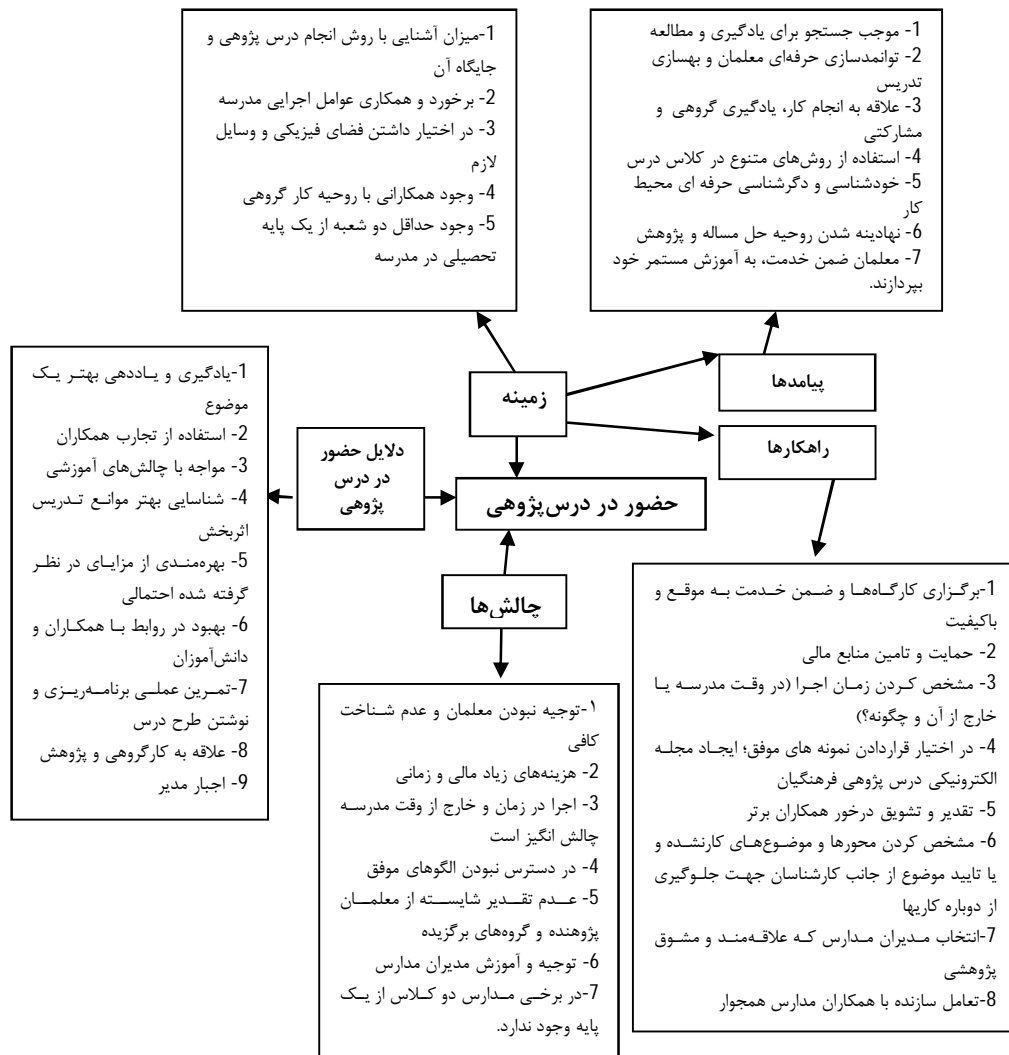 1-میزان آشنایی با روش انجام درس پژوهی و
جایگاه آن
2- برخورد و همکاری عوامل اجرایی مدرسه
3- در اختیار داشتن فضای فیزیکی و وسایل
لازم
4- وجود همکارانی با روحیه کار گروهی
5- وجود حداقل دو شعبه از یک پایه
تحصیلی در مدرسه
1- موجب جستجو برای یادگیری و مطالعه
2- توانمدسازی حرفه‌ای معلمان و بهسازی
تدریس
3- علاقه به انجام کار، یادگیری گروهی و
مشارکتی
4- استفاده از روش‌های متنوع در کلاس درس
5- خودشناسی و دگرشناسی حرفه ای محیط
کار
6- نهادینه شدن روحیه حل مساله و پژوهش
7- معلمان ضمن خدمت، به آموزش مستمر خود
بپردازند.
پیامدها
زمینه
راهکارها
دلایل حضور
در درس
پژوهی
حضور در درس‌پژوهی
چالش‌ها
1-یادگیری و یاددهی بهتر یک
موضوع
2- استفاده از تجارب همکاران
3- مواجه با چالش‌های آموزشی
4- شناسایی بهتر موانع تدریس
اثربخش
5- بهره‌مندی از مزایای در نظر
گرفته شده احتمالی
6- بهبود در روابط با همکاران و
دانش‌آموزان
7-تمرین عملی برنامه‌ریزی و
نوشتن طرح درس
8- علاقه به کارگروهی و پژوهش
9- اجبار مدیر
۱-توجیه نبودن معلمان و عدم شناخت
کافی
2- هزینه‌های زیاد مالی و زمانی
3- اجرا در زمان و خارج از وقت مدرسه
چالش انگیز است
4- در دسترس نبودن الگوهای موفق
5- عدم تقدیر شایسته از معلمان
پژوهنده و گروه‌های برگزیده
6- توجیه و آموزش مدیران مدارس
7-در برخی مدارس دو کلاس از یک
پایه وجود ندارد.
1-برگزاری کارگاه‌ها و ضمن خدمت به موقع و
باکیفیت
2- حمایت و تامین منابع مالی
3- مشخص کردن زمان اجرا (در وقت مدرسه یا
خارج از آن و چگونه؟)
4- در اختیار قراردادن نمونه های موفق؛ ایجاد مجله
الکترونیکی درس پژوهی فرهنگیان
5- تقدیر و تشویق درخور همکاران برتر
6- مشخص کردن محورها و موضوع‌های کارنشده و
یا تایید موضوع از جانب کارشناسان جهت جلوگیری
از دوباره کاریها
7-انتخاب مدیران مدارس که علاقه‌مند و مشوق
پژوهشی
8-تعامل سازنده با همکاران مدارس همجوار